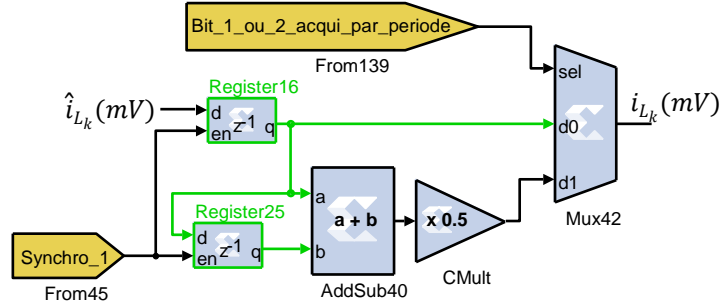 Bit_1_ou_2_acqui_par_periode
From139
sel
Register16
î_{L_k}(mV)
d
en
z^{-1}
q
d0
i_{L_k}(mV)
d1
Mux42
a
b
a + b
AddSub40
x 0.5
CMult
Register25
d
en
z^{-1}
q
Synchro_1
From45